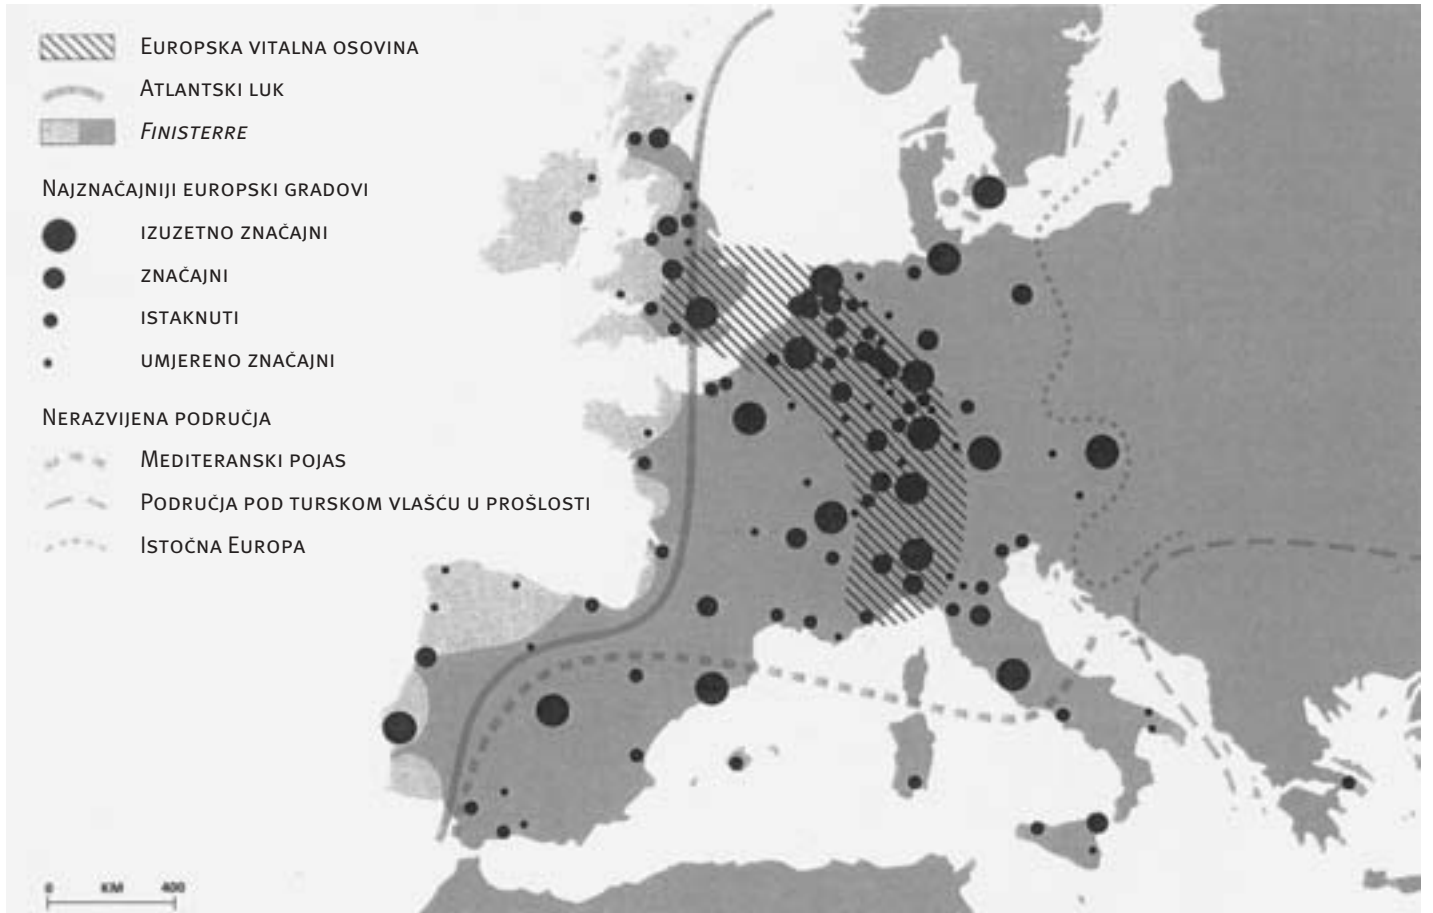 Europska vitalna osovina
Atlantski luk
Finisterre
Najznačajniji europski gradovi
izuzetno značajni
značajni
istaknuti
umjereno značajni
Nerazvijena područja
Mediteranski pojas
Područja pod turskom vlašću u prošlosti
Istočna Europa
0 KM 400